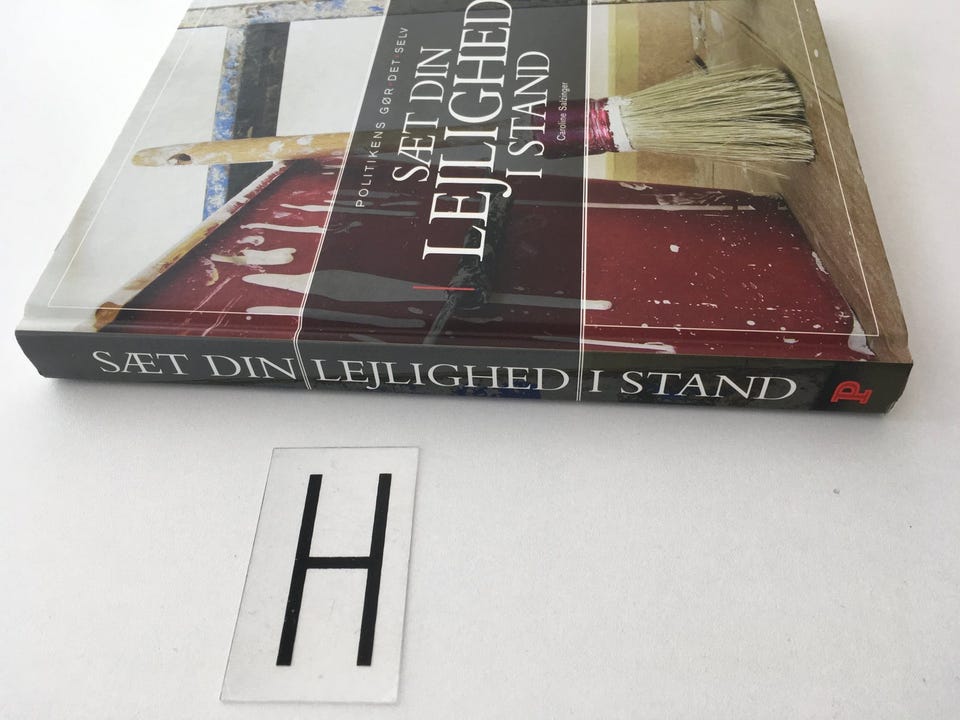 POLITIKENS GØR DET SELV
SÆT DIN
LEJLIGHED
I STAND
Caroline Salzinger
SÆT DIN LEJLIGHED I STAND
P
H